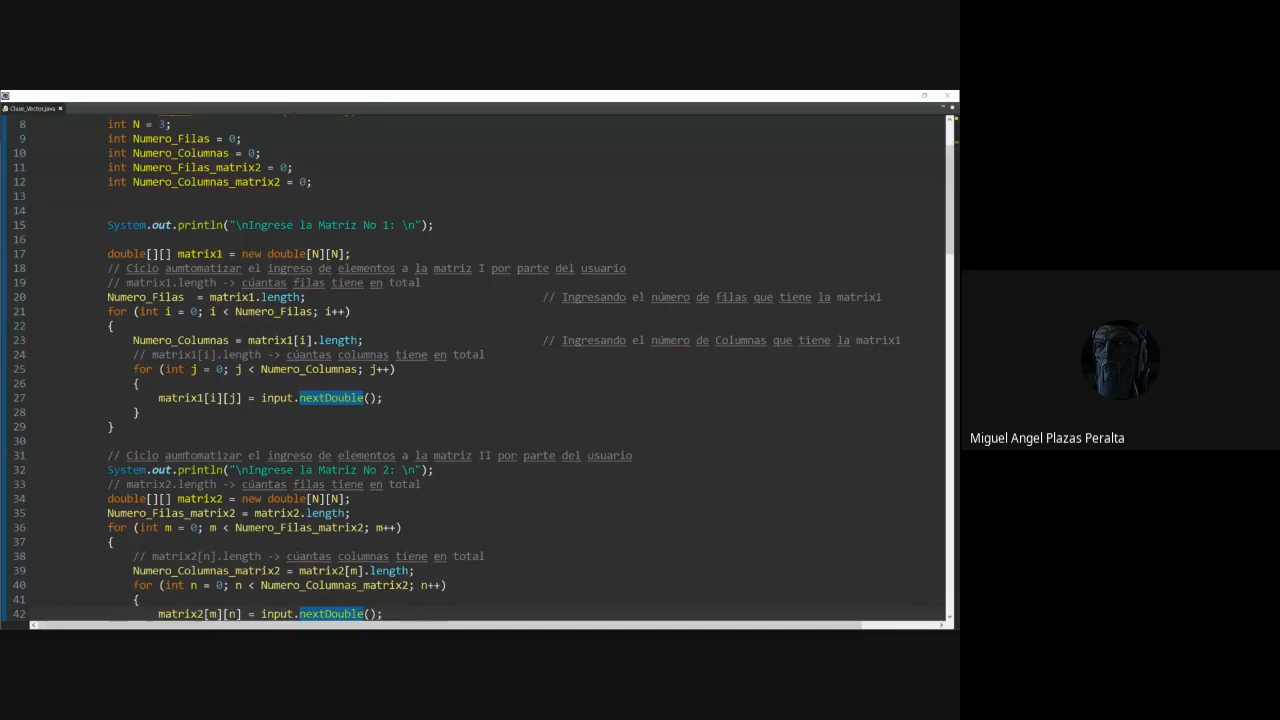 Clase_Vector.java
8 int N = 3;
9 int Numero_Filas = 0;
10 int Numero_Columnas = 0;
11 int Numero_Filas_matrix2 = 0;
12 int Numero_Columnas_matrix2 = 0;
13
14
15 System.out.println("\nIngrese la Matriz No 1: \n");
16
17 double[][] matrix1 = new double[N][N];
18 // Ciclo aumtomatizar el ingreso de elementos a la matriz I por parte del usuario
19 // matrix1.length -> cúantas filas tiene en total
20 Numero_Filas = matrix1.length; // Ingresando el número de filas que tiene la matrix1
21 for (int i = 0; i < Numero_Filas; i++)
22 {
23 Numero_Columnas = matrix1[i].length; // Ingresando el número de Columnas que tiene la matrix1
24 // matrix1[i].length -> cúantas columnas tiene en total
25 for (int j = 0; j < Numero_Columnas; j++)
26 {
27 matrix1[i][j] = input.nextDouble();
28 }
29 }
30
31 // Ciclo aumtomatizar el ingreso de elementos a la matriz II por parte del usuario
32 System.out.println("\nIngrese la Matriz No 2: \n");
33 // matrix2.length -> cúantas filas tiene en total
34 double[][] matrix2 = new double[N][N];
35 Numero_Filas_matrix2 = matrix2.length;
36 for (int m = 0; m < Numero_Filas_matrix2; m++)
37 {
38 // matrix2[n].length -> cúantas columnas tiene en total
39 Numero_Columnas_matrix2 = matrix2[m].length;
40 for (int n = 0; n < Numero_Columnas_matrix2; n++)
41 {
42 matrix2[m][n] = input.nextDouble();
Miguel Angel Plazas Peralta